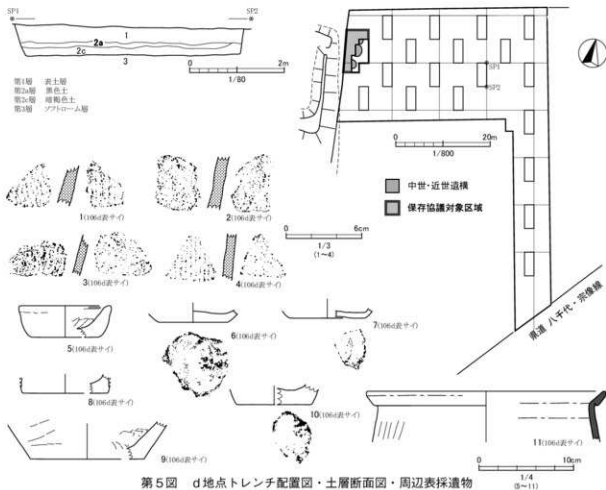 SP1
SP2
1
2a
2c
3
0 2m
1/80
第1層 表土層
第2a層 黒色土
第2c層 暗褐色土
第3層 ソフトローム層
SP1
SP2
0 20m
1/800
中世・近世遺構
保存協議対象区域
県道 八千代・宗像線
1(106d表サイ)
2(106d表サイ)
3(106d表サイ)
4(106d表サイ)
0 6cm
1/3
(1~4)
5(106d表サイ)
6(106d表サイ)
7(106d表サイ)
8(106d表サイ)
9(106d表サイ)
10(106d表サイ)
11(106d表サイ)
0 10cm
1/4
(5~11)
第5図 d地点トレンチ配置図・土層断面図・周辺表採遺物